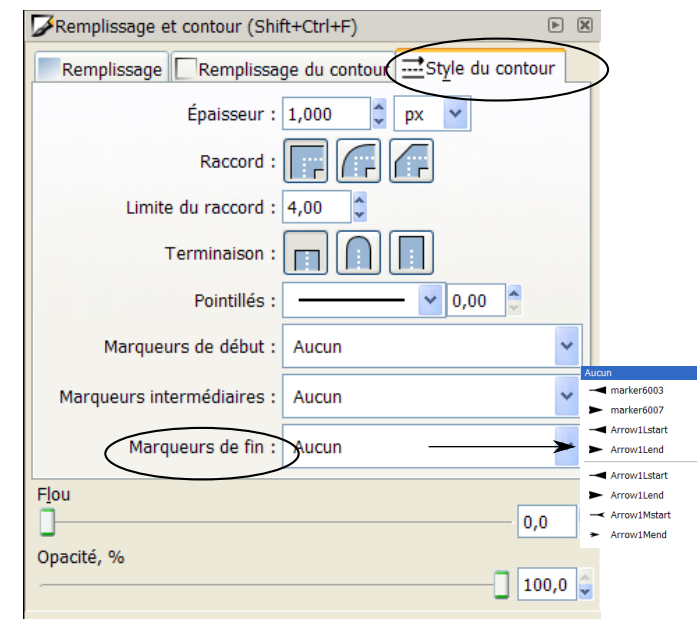 Remplissage et contour (Shift+Ctrl+F)
Remplissage Remplissage du contour Style du contour
Épaisseur : 1,000 px
Raccord :
Limite du raccord : 4,00
Terminaison :
Pointillés : 0,00
Marqueurs de début : Aucun
Marqueurs intermédiaires : Aucun
Marqueurs de fin : Aucun
Aucun
marker6003
marker6007
Arrow1Lstart
Arrow1Lend
Arrow1Lstart
Arrow1Lend
Arrow1Mstart
Arrow1Mend
Flou
0,0
Opacité, %
100,0